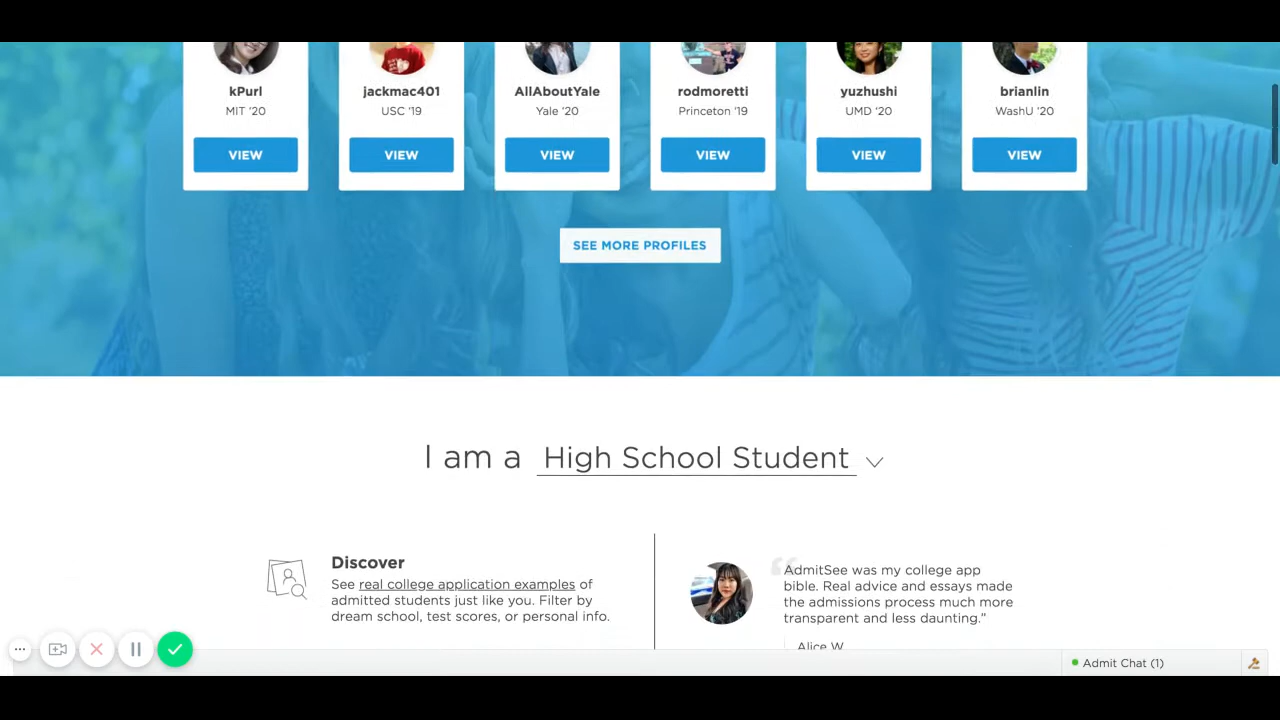 kPurl
MIT ‘20
VIEW
jackmac401
USC ‘19
VIEW
AllAboutYale
Yale ‘20
VIEW
rodmoretti
Princeton ‘19
VIEW
yuzhushi
UMD ‘20
VIEW
brianlin
WashU ‘20
VIEW
SEE MORE PROFILES
I am a High School Student
Discover
See real college application examples of
admitted students just like you. Filter by
dream school, test scores, or personal info.
AdmitSee was my college app
bible. Real advice and essays made
the admissions process much more
transparent and less daunting.”
Alice W
Admit Chat (1)